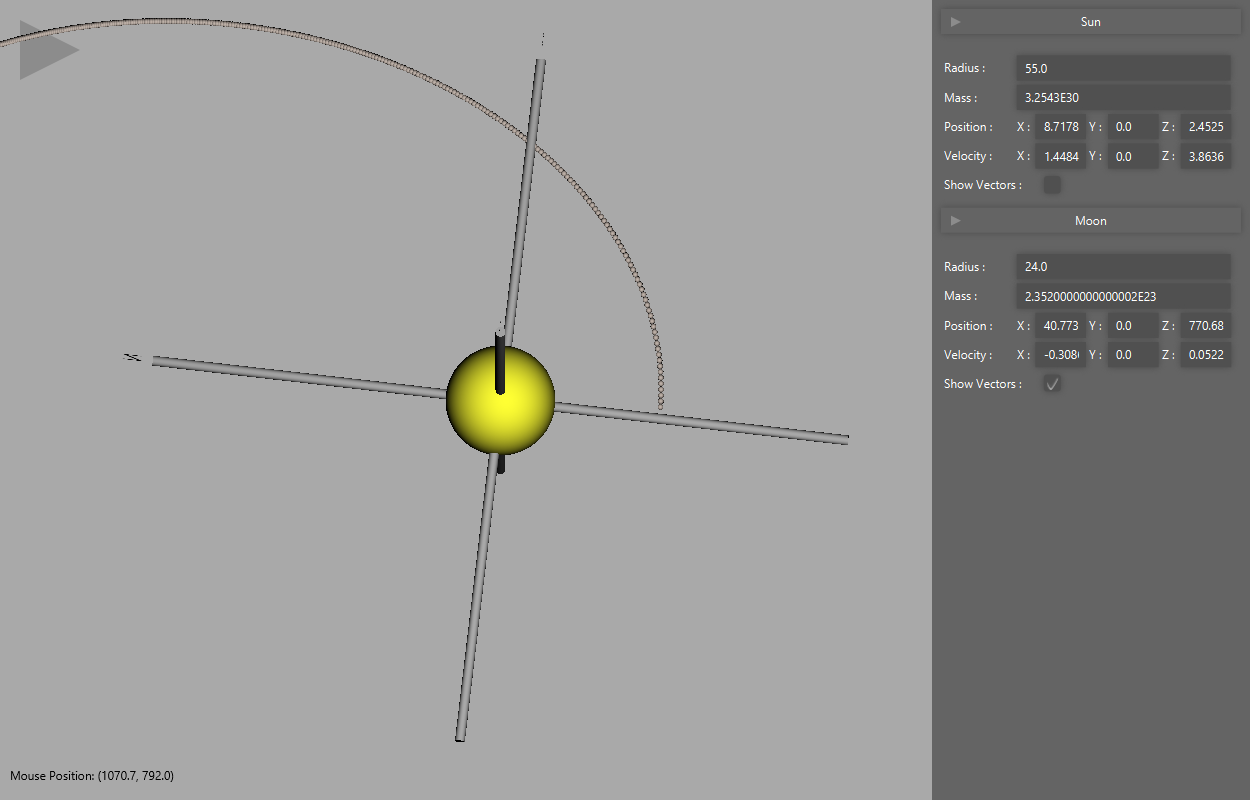 Sun
Radius : 55.0
Mass : 3.2543E30
Position : X : 8.7178 Y : 0.0 Z : 2.4525
Velocity : X : 1.4484 Y : 0.0 Z : 3.8636
Show Vectors :
Moon
Radius : 24.0
Mass : 2.3520000000000002E23
Position : X : 40.773 Y : 0.0 Z : 770.68
Velocity : X : -0.308 Y : 0.0 Z : 0.0522
Show Vectors :
X
Mouse Position: (1070.7, 792.0)